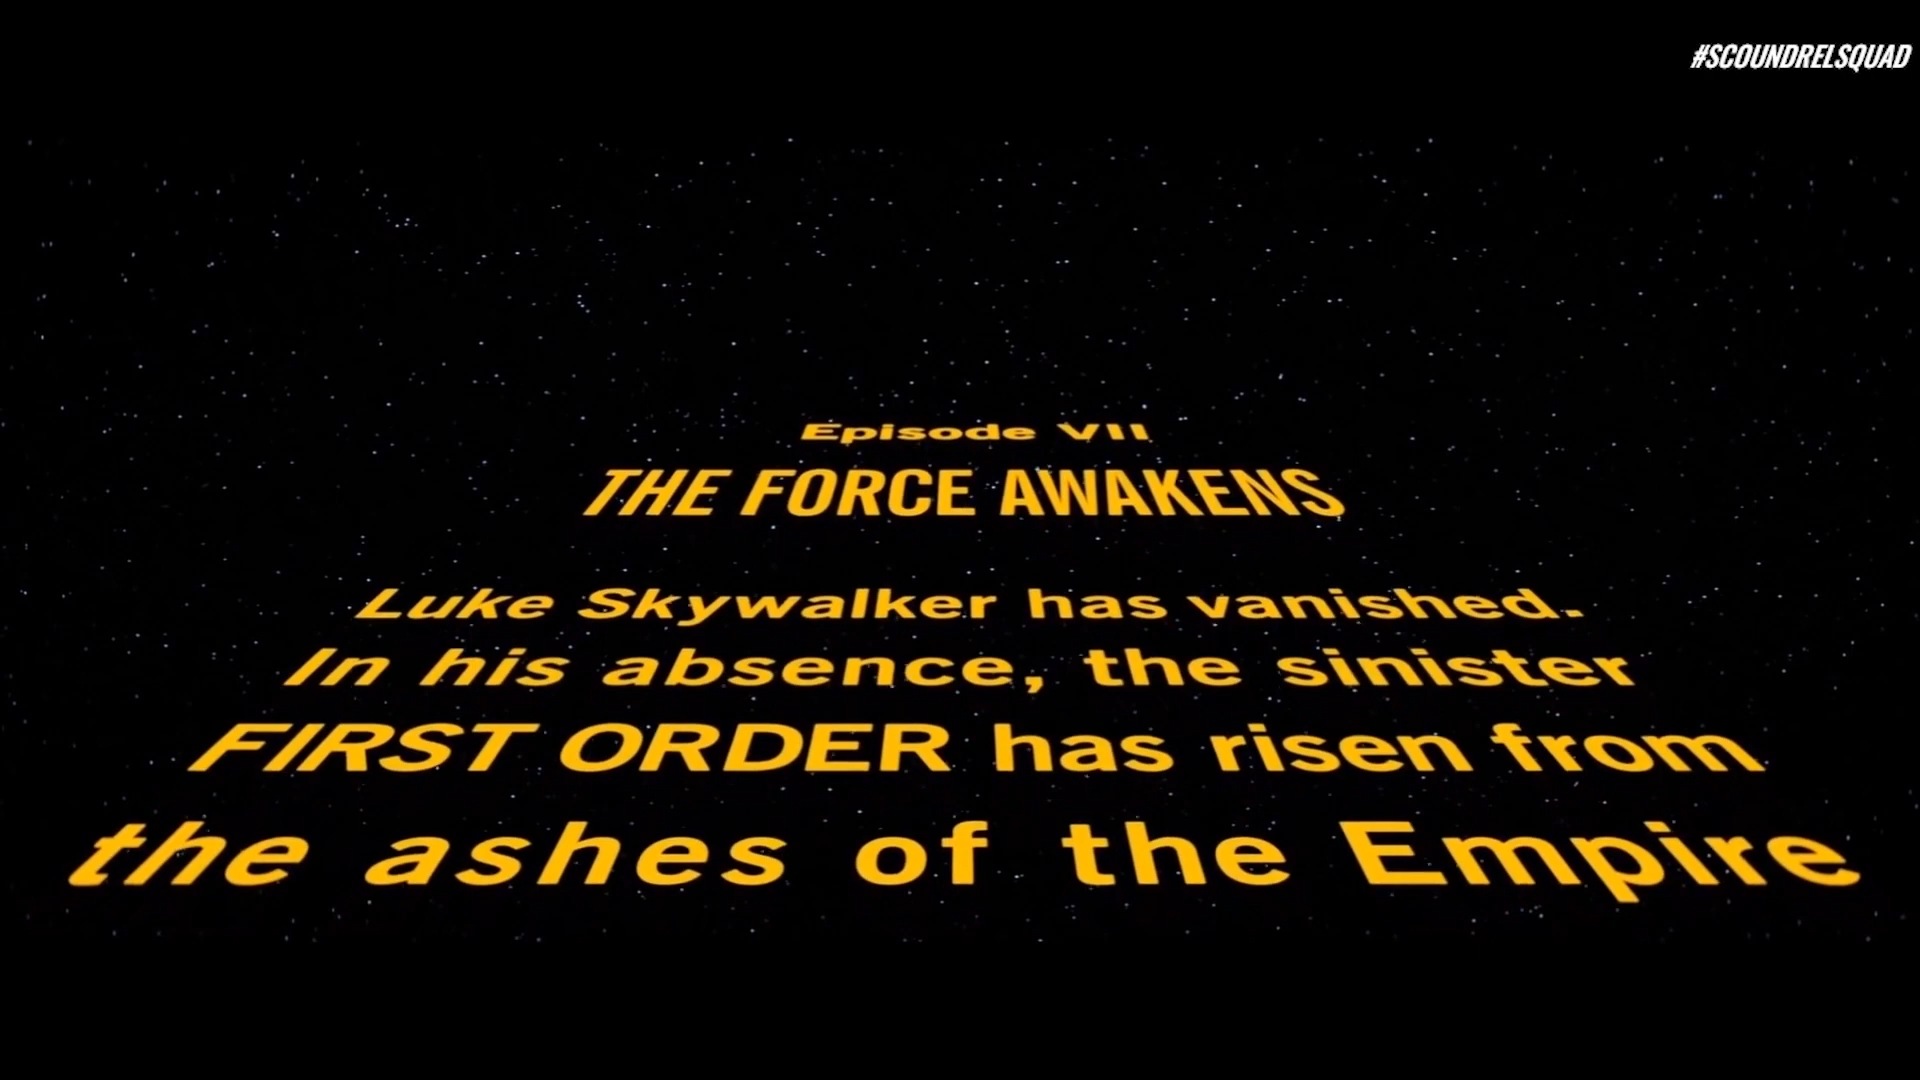 #SCOUNDRELSQUAD
Episode VII
THE FORCE AWAKENS
Luke Skywalker has vanished.
In his absence, the sinister
FIRST ORDER has risen from
the ashes of the Empire